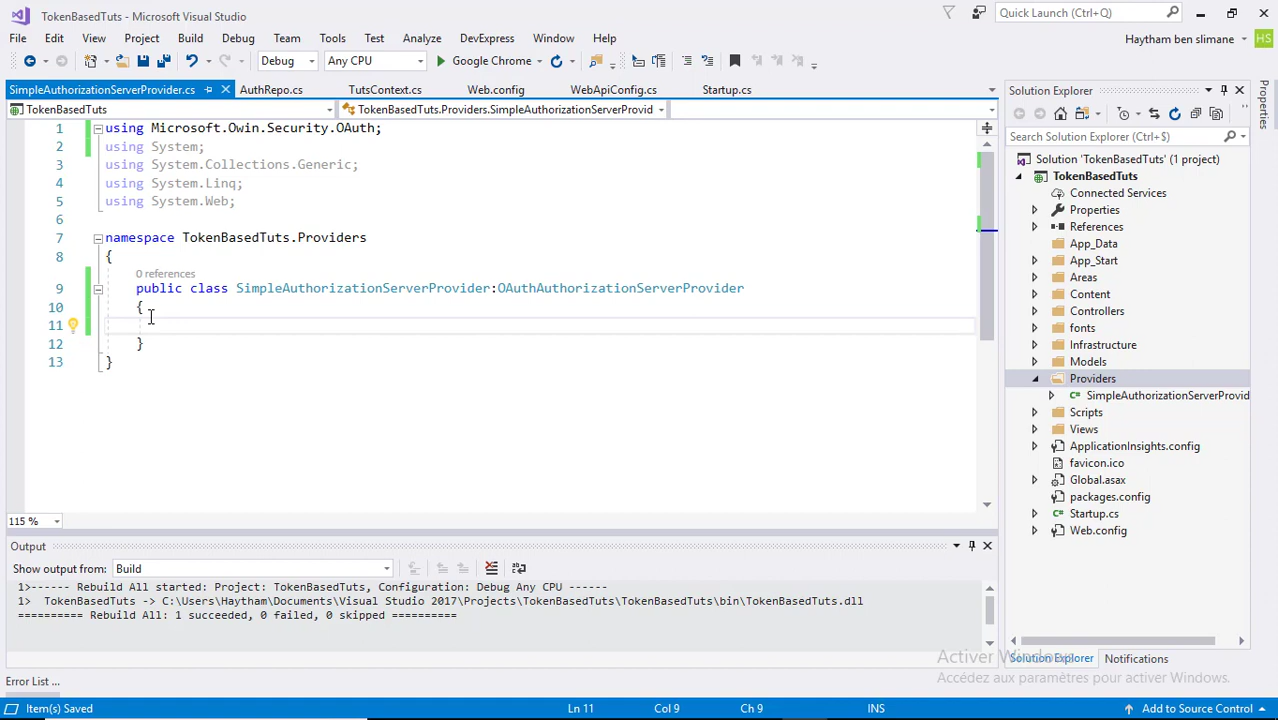 TokenBasedTuts - Microsoft Visual Studio
Quick Launch (Ctrl+Q)
File Edit View Project Build Debug Team Tools Test Analyze DevExpress Window Help
Haytham ben slimane HS
Debug Any CPU Google Chrome
SimpleAuthorizationServerProvider.cs AuthRepo.cs TutsContext.cs Web.config WebApiConfig.cs Startup.cs
TokenBasedTuts TokenBasedTuts.Providers.SimpleAuthorizationServerProvid
1 using Microsoft.Owin.Security.OAuth;
2 using System;
3 using System.Collections.Generic;
4 using System.Linq;
5 using System.Web;
6
7 namespace TokenBasedTuts.Providers
8 {
0 references
9 public class SimpleAuthorizationServerProvider:OAuthAuthorizationServerProvider
10 {
11
12 }
13 }
115 %
Solution Explorer
Search Solution Explorer (Ctrl+$)
Solution 'TokenBasedTuts' (1 project)
TokenBasedTuts
Connected Services
Properties
References
App_Data
App_Start
Areas
Content
Controllers
fonts
Infrastructure
Models
Providers
SimpleAuthorizationServerProvid
Scripts
Views
ApplicationInsights.config
favicon.ico
Global.asax
packages.config
Startup.cs
Web.config
Solution Explorer Notifications
Properties
Output
Show output from: Build
1>------ Rebuild All started: Project: TokenBasedTuts, Configuration: Debug Any CPU ------
1> TokenBasedTuts -> C:\Users\Haytham\Documents\Visual Studio 2017\Projects\TokenBasedTuts\TokenBasedTuts\bin\TokenBasedTuts.dll
========== Rebuild All: 1 succeeded, 0 failed, 0 skipped ==========
Activer Windows
Accédez aux paramètres pour activer Windows.
Error List ...
Item(s) Saved Ln 11 Col 9 Ch 9 INS Add to Source Control